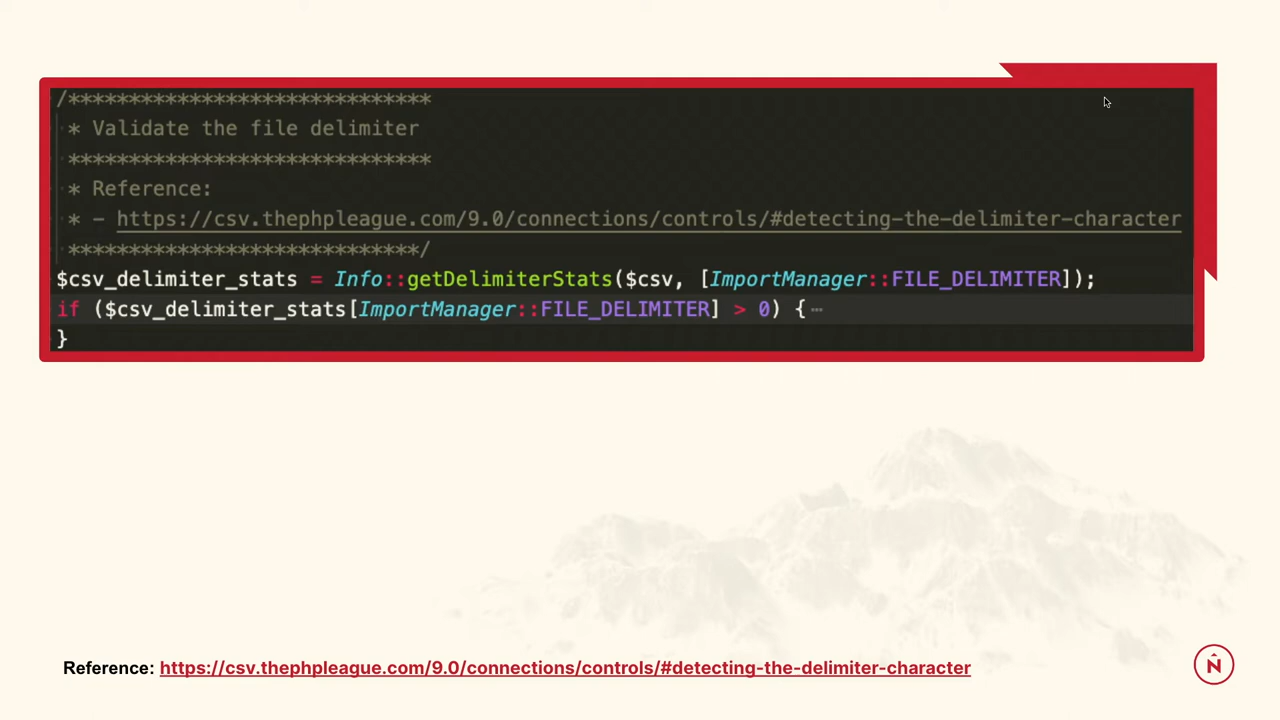 /******************************
* Validate the file delimiter
******************************
* Reference:
* - https://csv.thephpleague.com/9.0/connections/controls/#detecting-the-delimiter-character
*****************************/
$csv_delimiter_stats = Info::getDelimiterStats($csv, [ImportManager::FILE_DELIMITER]);
if ($csv_delimiter_stats[ImportManager::FILE_DELIMITER] > 0) {…
}
Reference: https://csv.thephpleague.com/9.0/connections/controls/#detecting-the-delimiter-character
N